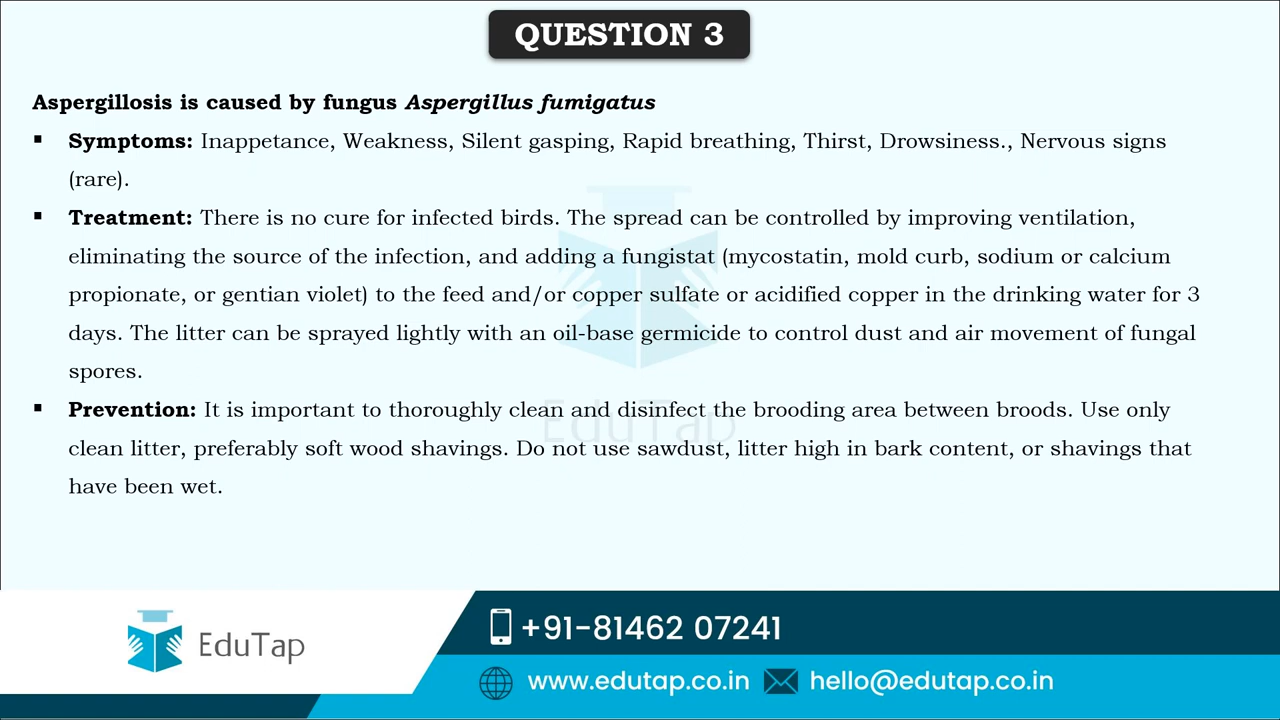 QUESTION 3
Aspergillosis is caused by fungus Aspergillus fumigatus
▪ Symptoms: Inappetance, Weakness, Silent gasping, Rapid breathing, Thirst, Drowsiness., Nervous signs
(rare).
▪ Treatment: There is no cure for infected birds. The spread can be controlled by improving ventilation,
eliminating the source of the infection, and adding a fungistat (mycostatin, mold curb, sodium or calcium
propionate, or gentian violet) to the feed and/or copper sulfate or acidified copper in the drinking water for 3
days. The litter can be sprayed lightly with an oil-base germicide to control dust and air movement of fungal
spores.
▪ Prevention: It is important to thoroughly clean and disinfect the brooding area between broods. Use only
clean litter, preferably soft wood shavings. Do not use sawdust, litter high in bark content, or shavings that
have been wet.
EduTap
EduTap
+91-81462 07241
www.edutap.co.in hello@edutap.co.in